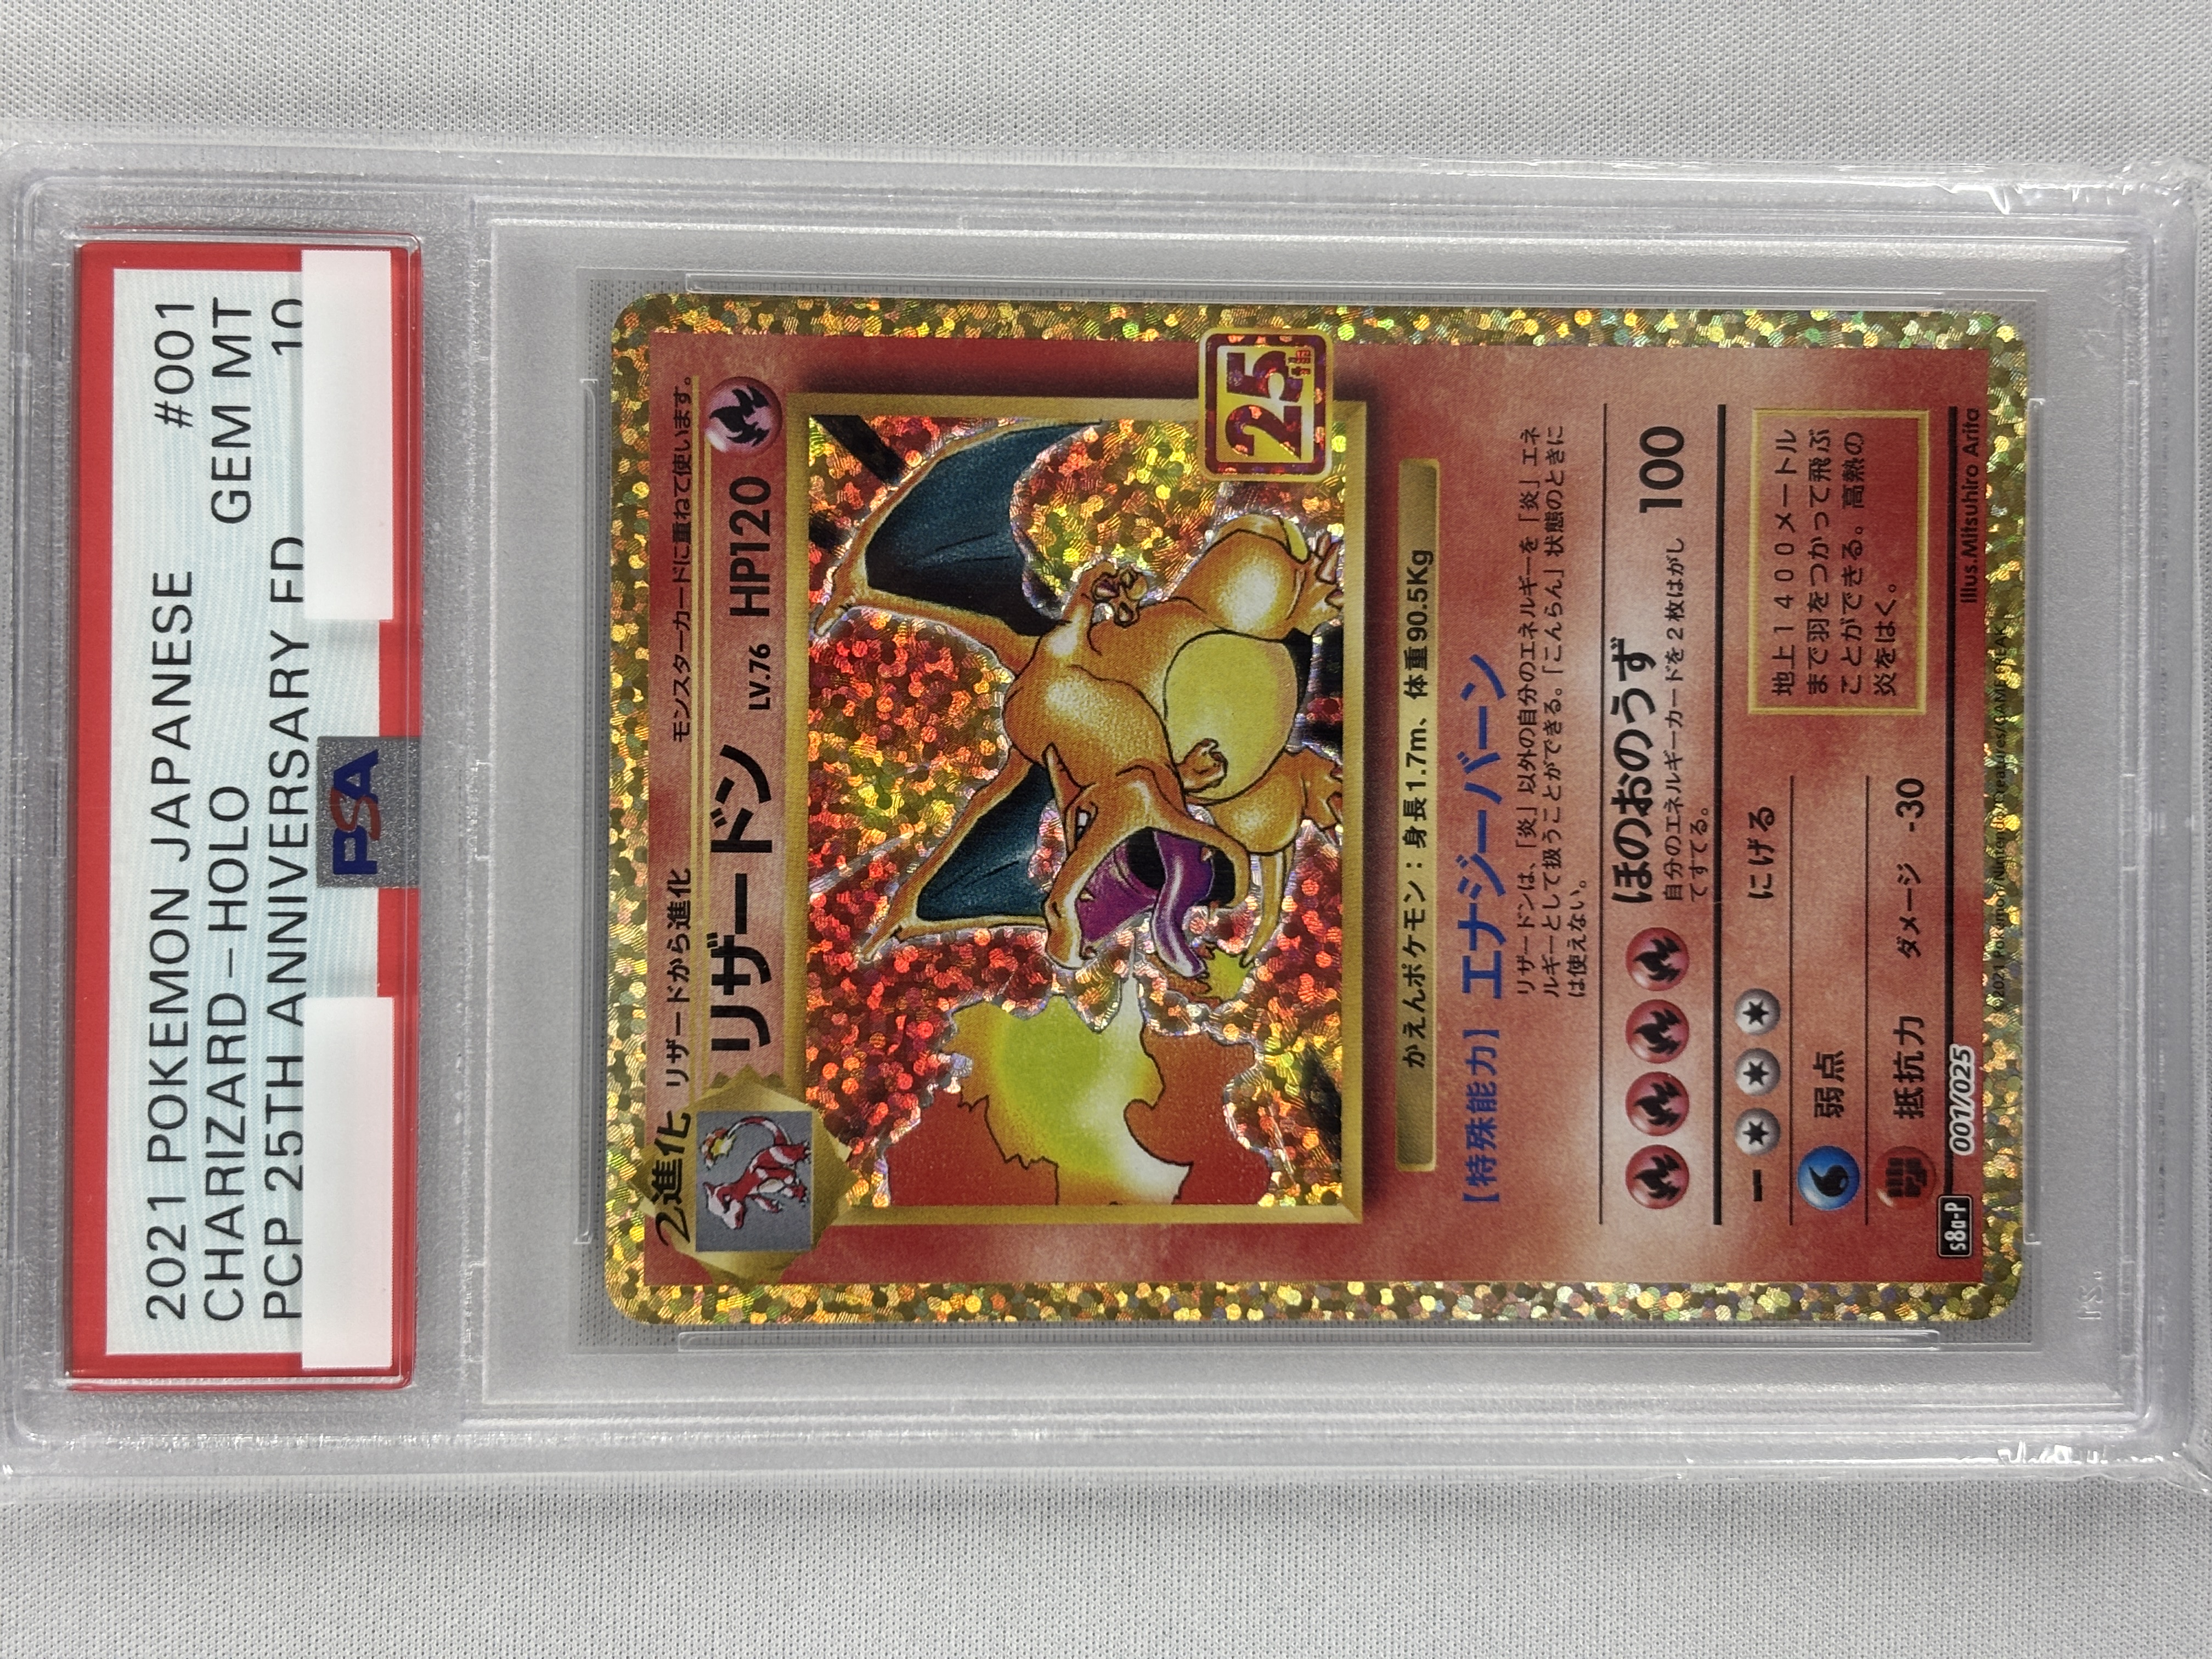 2021 POKEMON JAPANESE #001
CHARIZARD-HOLO GEM MT
PCP 25TH ANNIVERSARY ED 10
PSA
2進化 リザードから進化 モンスターカードに重ねて使います。
リザードン LV.76 HP120
25th
かえんポケモン：身長1.7m、体重90.5Kg
【特殊能力】エナジーバーン
リザードンは、「炎」以外の自分のエネルギーを「炎」エネ
ルギーとして扱うことができる。「こんらん」状態のときに
は使えない。
ほのおのうず 100
自分のエネルギーカードを2枚はがし
てすてる。
にげる
弱点
抵抗力 ダメージ -30
地上1400メートル
まで羽をつかって飛ぶ
ことができる。高熱の
炎をはく。
s8a-P 001/025 Illus.Mitsuhiro Arita
©2021 Pokémon/Nintendo/Creatures/GAME FREAK